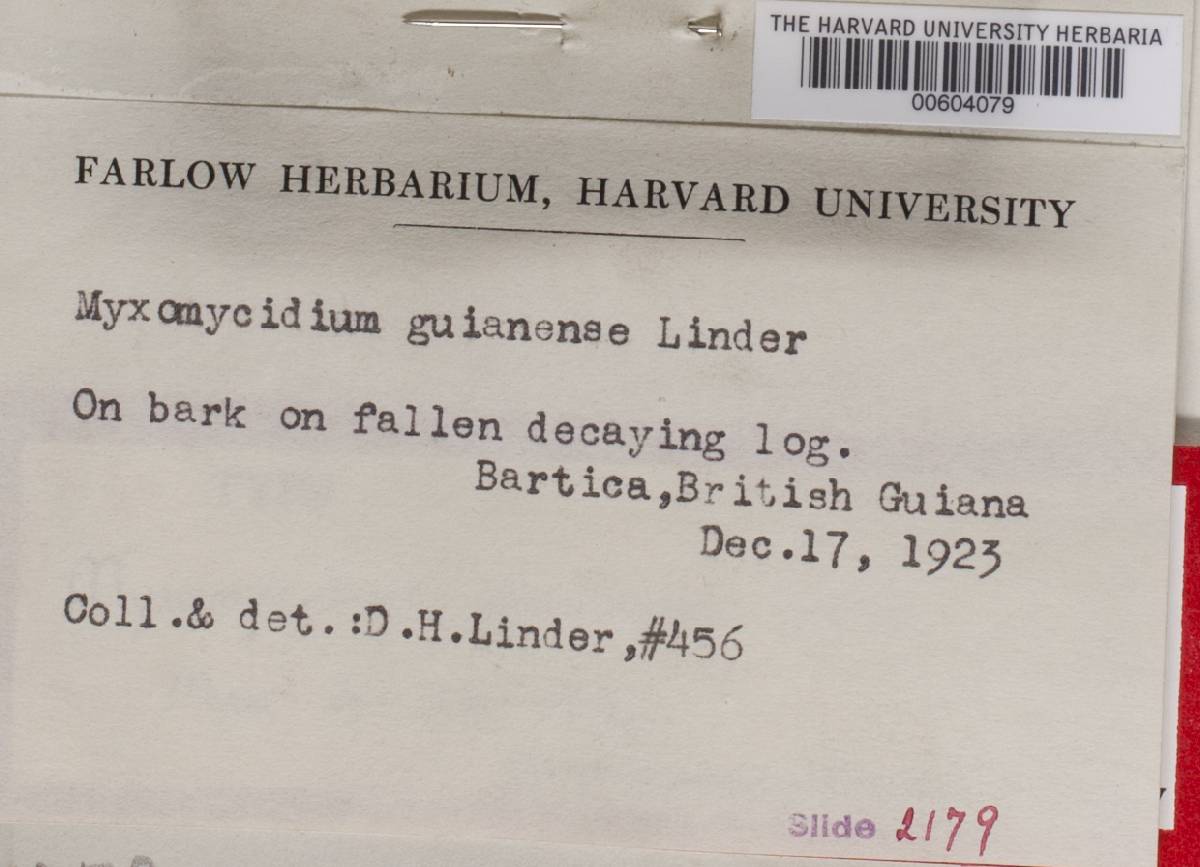 THE HARVARD UNIVERSITY HERBARIA
00604079
FARLOW HERBARIUM, HARVARD UNIVERSITY
Myxomycidium guianense Linder
On bark on fallen decaying log.
Bartica,British Guiana
Dec.17, 1923
Coll.& det.:D.H.Linder,#456
Slide 2179